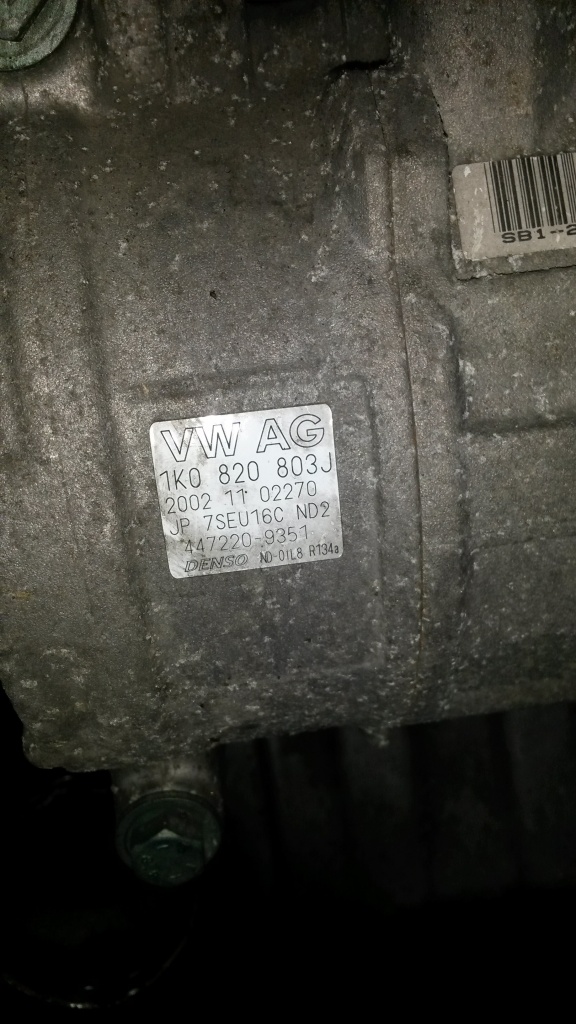 SB1-2
VW AG
1K0 820 803J
2002 11 02270
JP 7SEU16C ND2
447220-9351
DENSO ND-OIL8 R134a